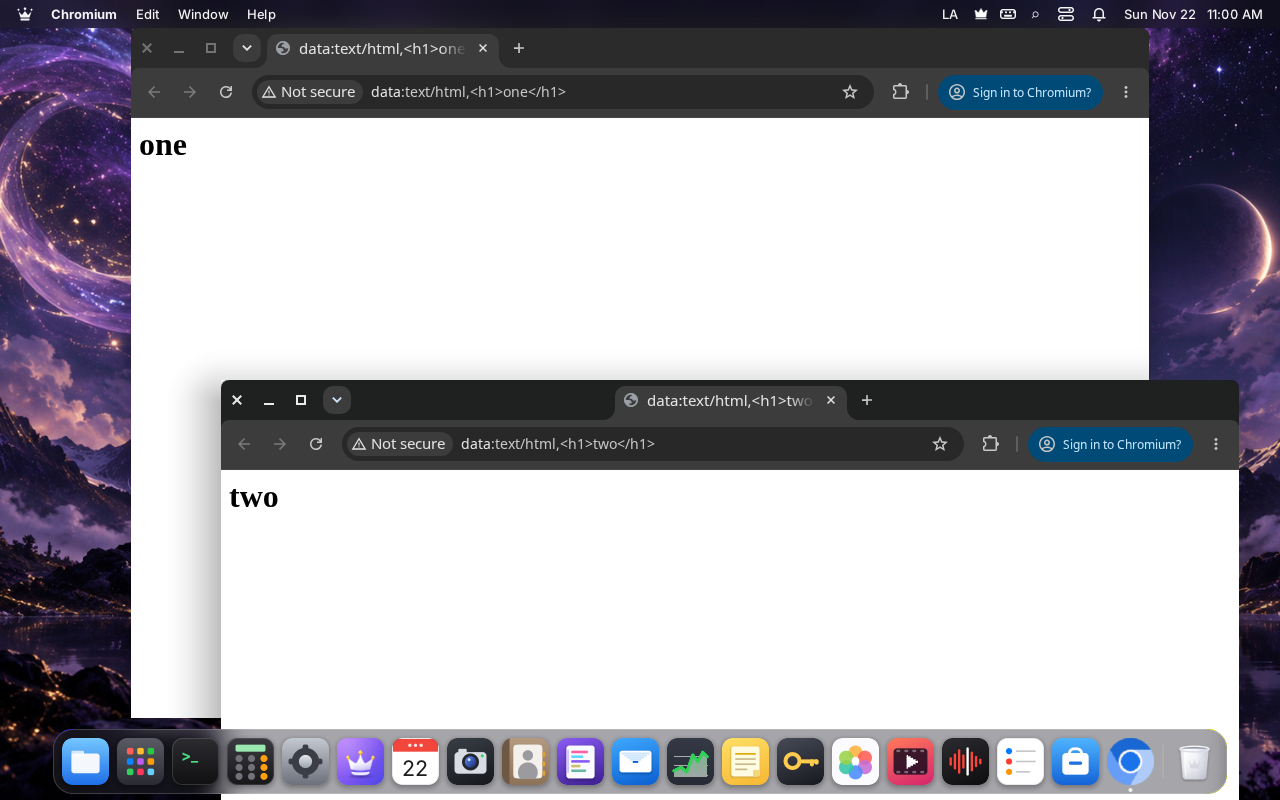 Chromium Edit Window Help LA Sun Nov 22 11:00 AM
data:text/html,<h1>one
Not secure data:text/html,<h1>one</h1> Sign in to Chromium?
one
data:text/html,<h1>two
Not secure data:text/html,<h1>two</h1> Sign in to Chromium?
two
>_ 22